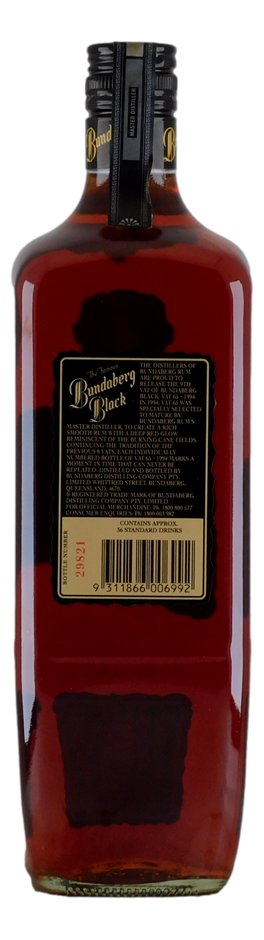 MASTER DISTILLER
Bund
B
The Famous
Bundaberg
Black
THE DISTILLERS OF
BUNDABERG RUM
ARE PROUD TO
RELEASE THE 9TH
VAT OF BUNDABERG
BLACK, VAT 65 - 1994
IN 1994, VAT 65 WAS
SPECIALLY SELECTED
TO MATURE BY
BUNDABERG RUM'S
MASTER DISTILLER, TO CREATE A RICH
SMOOTH RUM WITH A DEEP RED GLOW
REMINISCENT OF THE BURNING CANE FIELDS.
CONTINUING THE TRADITION OF THE
PREVIOUS 8 VATS, EACH INDIVIDUALLY
NUMBERED BOTTLE OF VAT 65 - 1994 MARKS A
MOMENT IN TIME THAT CAN NEVER BE
REPEATED. DISTILLED AND BOTTLED BY
BUNDABERG DISTILLING COMPANY PTY.
LIMITED WHITTRED STREET, BUNDABERG,
QUEENSLAND, 4670.
® REGISTERED TRADE MARK OF BUNDABERG
DISTILLING COMPANY PTY. LIMITED
FOR OFFICIAL MERCHANDISE: Ph: 1800 800 677
CONSUMER ENQUIRIES: Ph: 1800 003 982
CONTAINS APPROX.
36 STANDARD DRINKS
BOTTLE NUMBER
29821
9 311866 006992